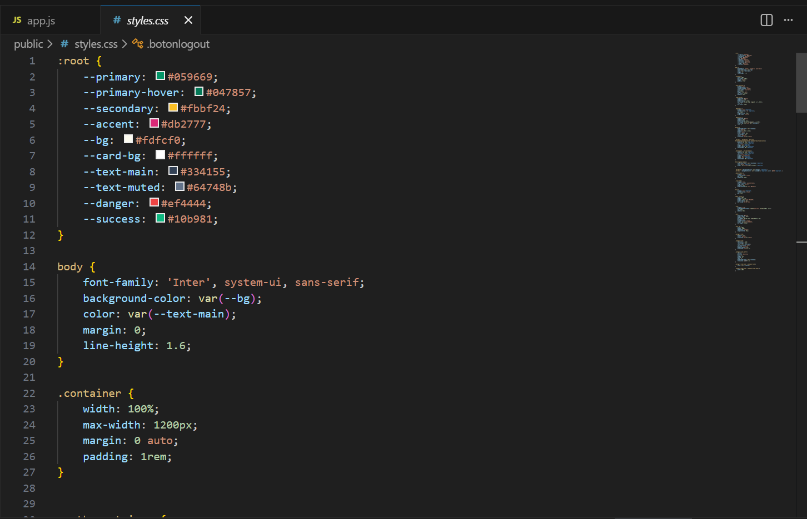 JS app.js # styles.css
public > # styles.css > .botonlogout
1 :root {
2 --primary: #059669;
3 --primary-hover: #047857;
4 --secondary: #fbbf24;
5 --accent: #db2777;
6 --bg: #fdfcf0;
7 --card-bg: #ffffff;
8 --text-main: #334155;
9 --text-muted: #64748b;
10 --danger: #ef4444;
11 --success: #10b981;
12 }
13
14 body {
15 font-family: 'Inter', system-ui, sans-serif;
16 background-color: var(--bg);
17 color: var(--text-main);
18 margin: 0;
19 line-height: 1.6;
20 }
21
22 .container {
23 width: 100%;
24 max-width: 1200px;
25 margin: 0 auto;
26 padding: 1rem;
27 }
28
29